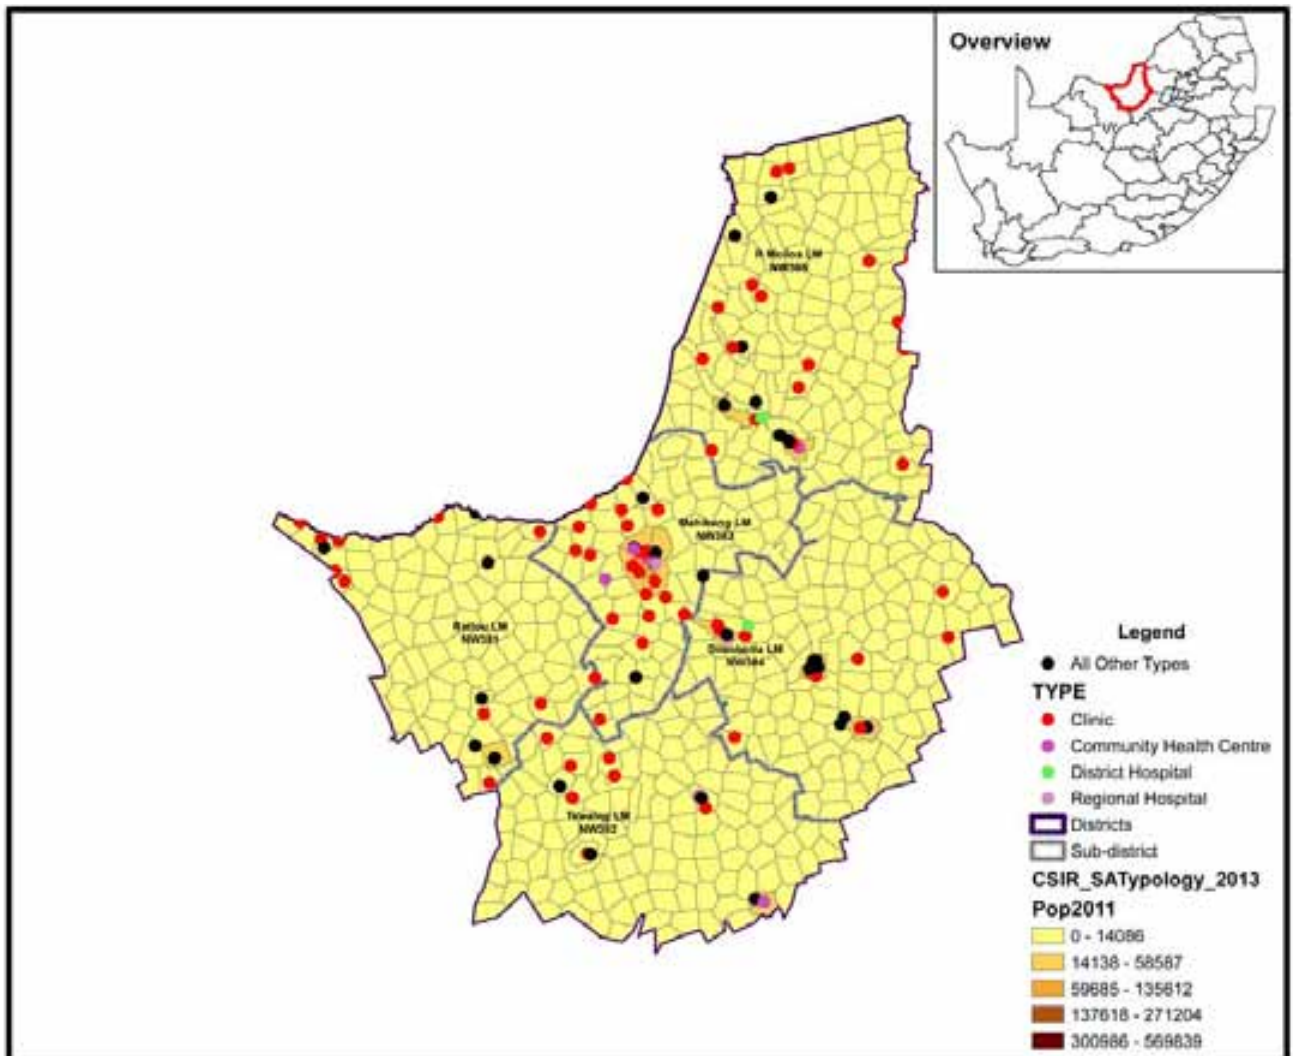 Overview
R Moiloa LM
Mahikeng LM
Ratlou LM
NW381
Ditsobotla LM
NW384
Tswaing LM
NW382
Legend
All Other Types
TYPE
Clinic
Community Health Centre
District Hospital
Regional Hospital
Districts
Sub-district
CSIR_SATypology_2013
Pop2011
0 - 14086
14138 - 58587
59685 - 135612
137618 - 271204
300986 - 569839